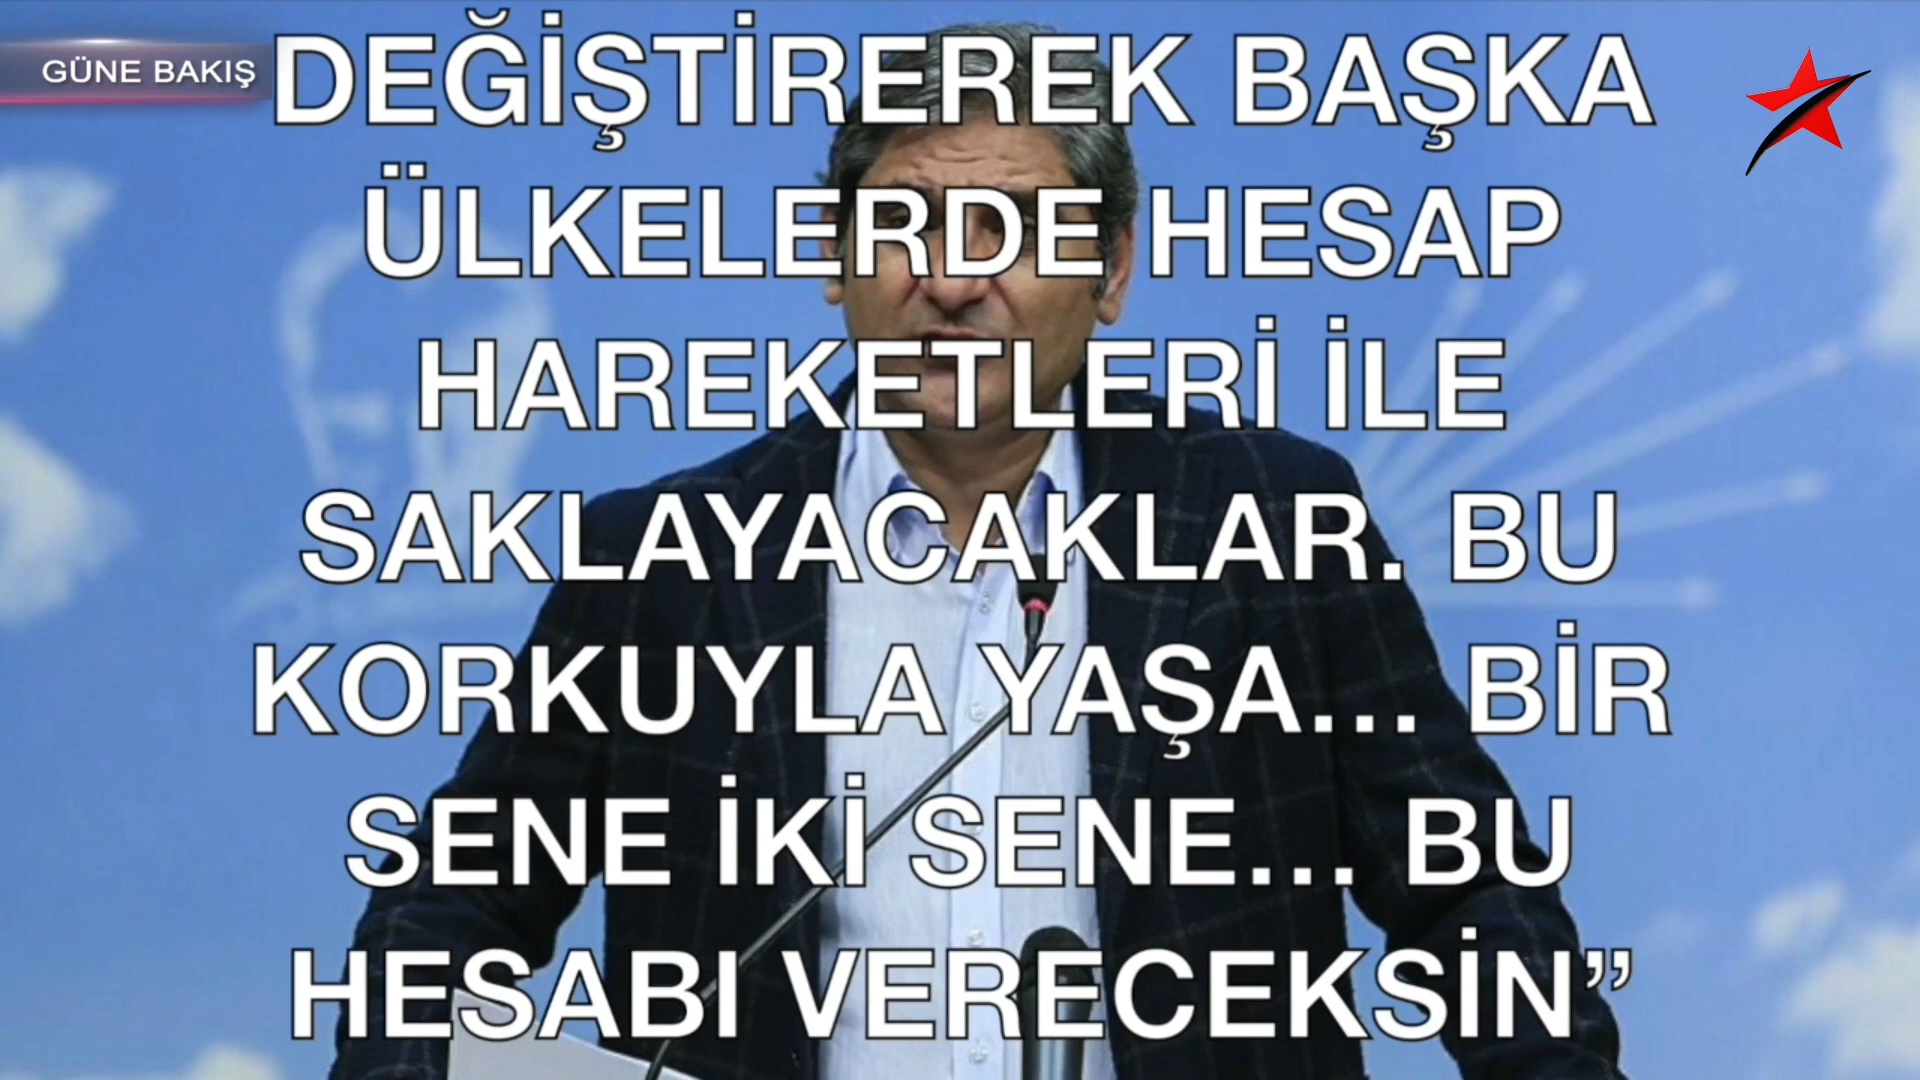 GÜNE BAKIŞ
DEĞİŞTİREREK BAŞKA
ÜLKELERDE HESAP
HAREKETLERİ İLE
SAKLAYACAKLAR. BU
KORKUYLA YAŞA... BİR
SENE İKİ SENE... BU
HESABI VERECEKSİN”